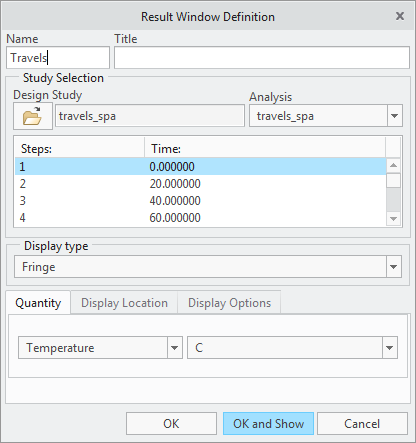 Result Window Definition
Name Title
Travels
Study Selection
Design Study Analysis
travels_spa travels_spa
Steps: Time:
1 0.000000
2 20.000000
3 40.000000
4 60.000000
Display type
Fringe
Quantity Display Location Display Options
Temperature C
OK OK and Show Cancel